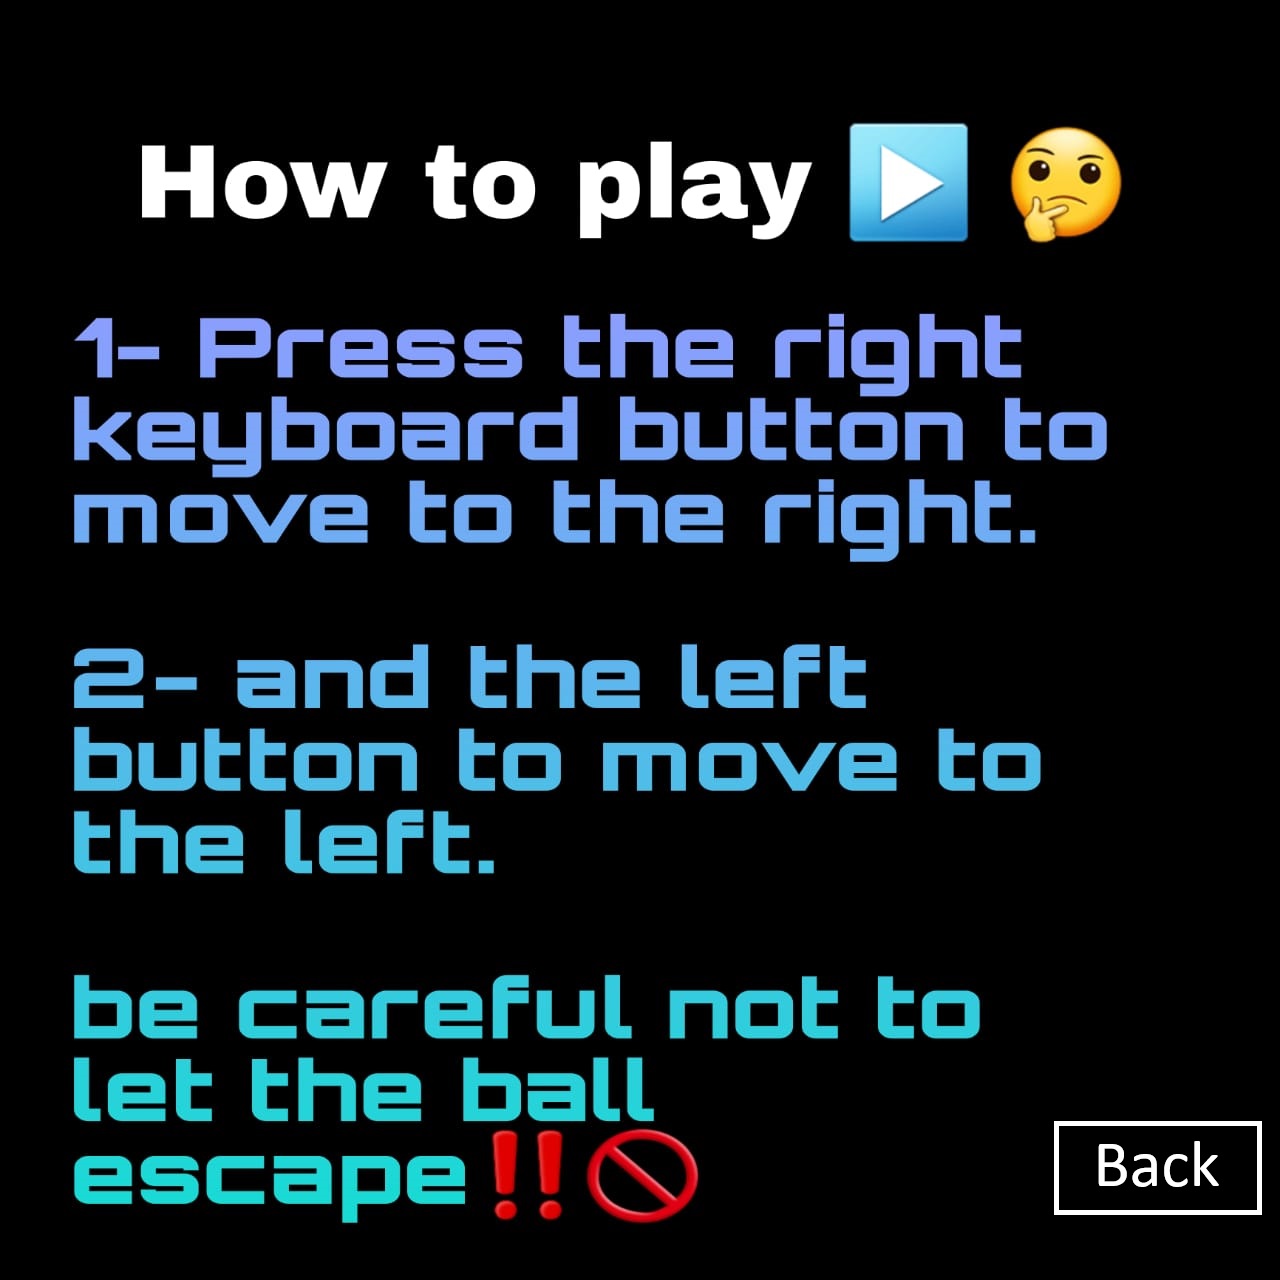 How to play ▶️ 🤔
1- Press the right
keyboard button to
move to the right.
2- and the left
button to move to
the left.
be careful not to
let the ball
escape‼️🚫
Back